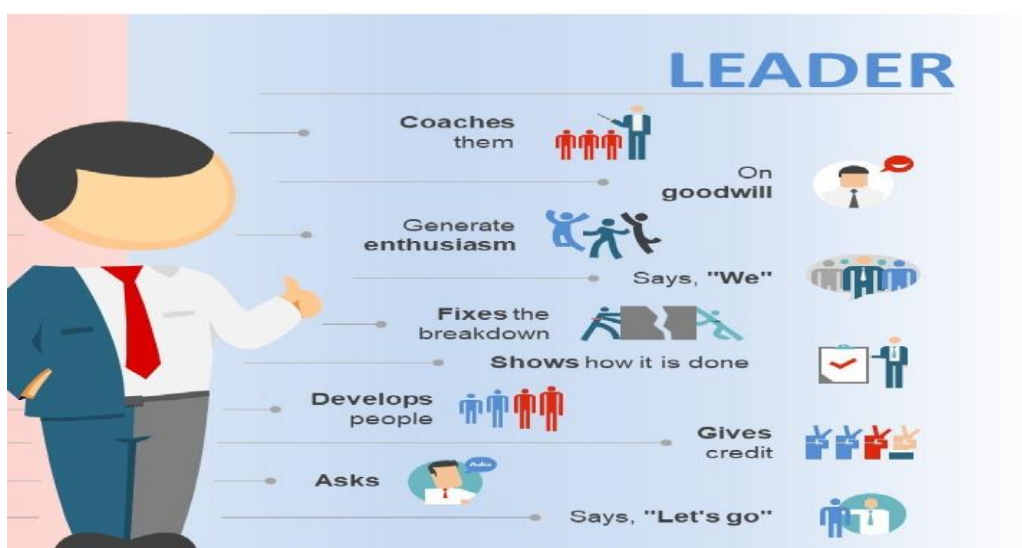 LEADER
Coaches
them
On
goodwill
Generate
enthusiasm
Says, "We"
Fixes the
breakdown
Shows how it is done
Develops
people
Gives
credit
Asks
Asks
Says, "Let's go"